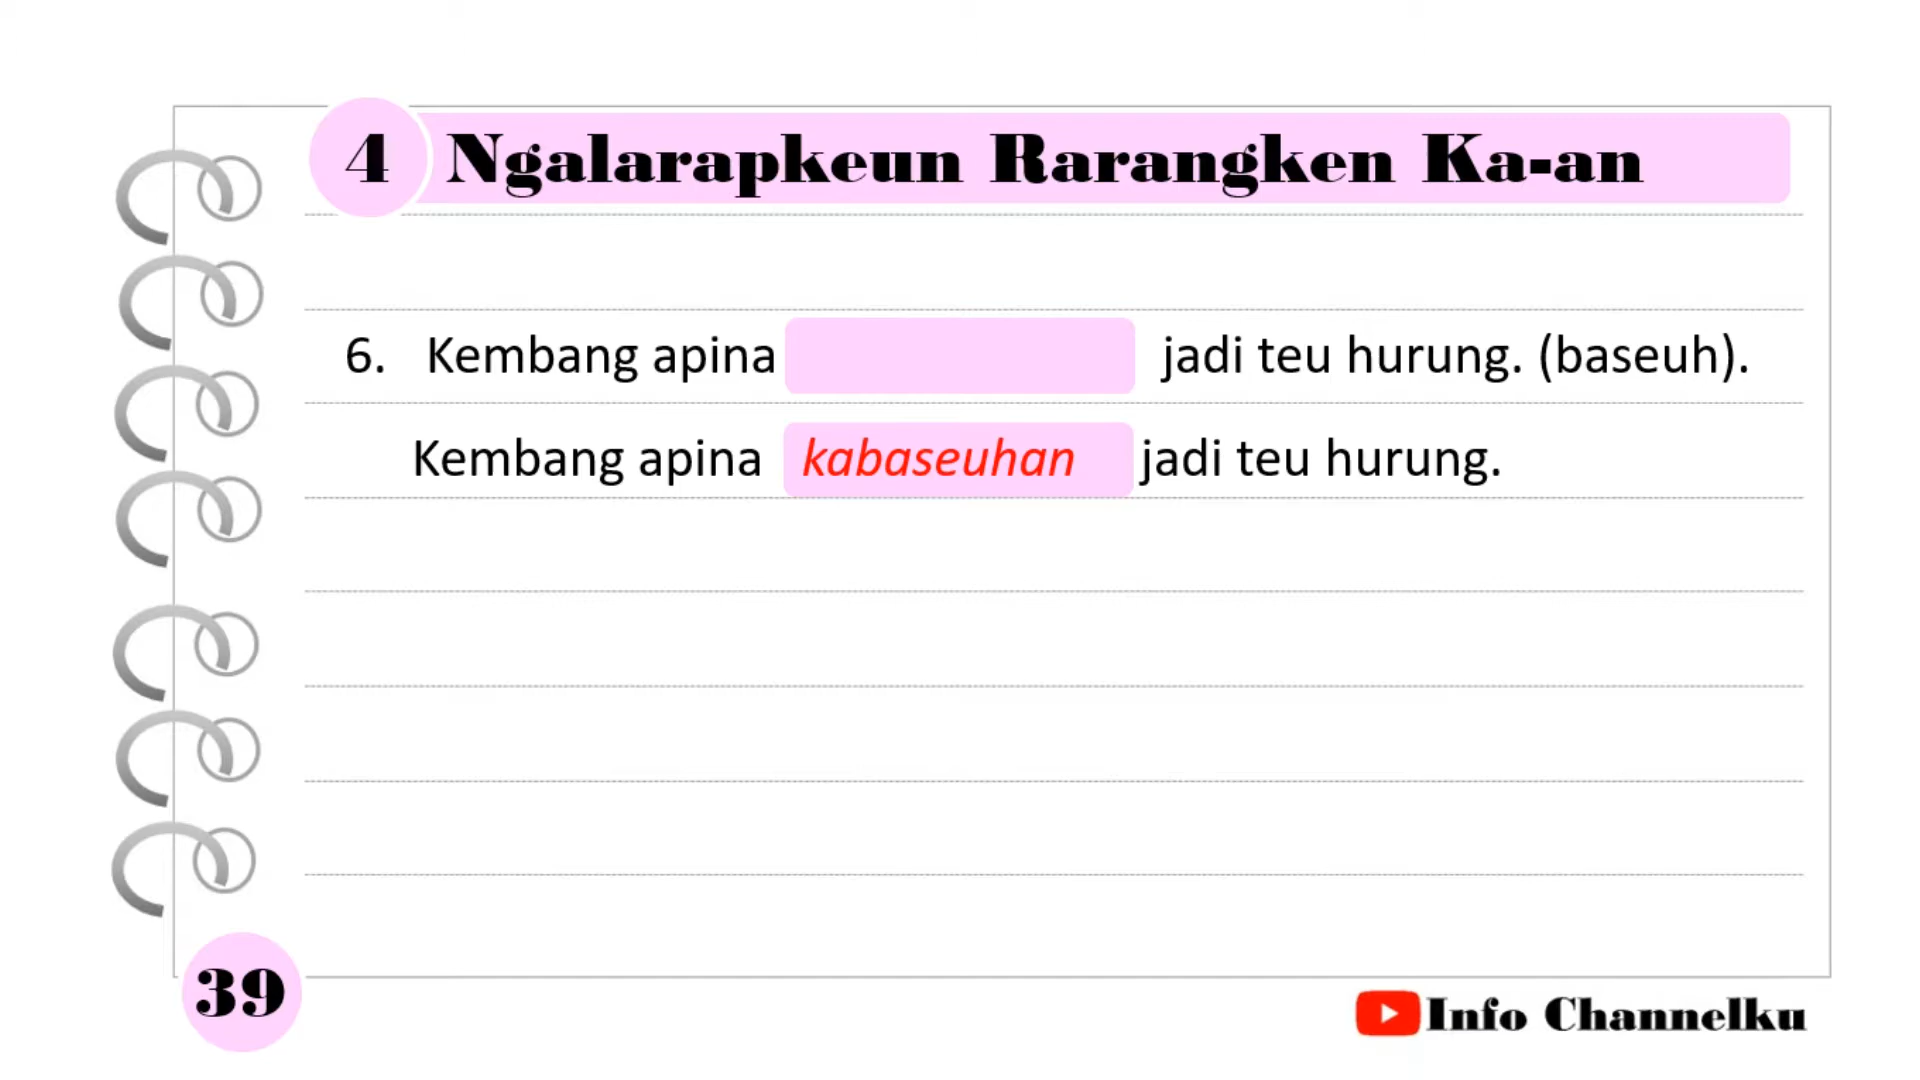 4 Ngalarapkeun Rarangken Ka-an
6. Kembang apina jadi teu hurung. (baseuh).
Kembang apina kabaseuhan jadi teu hurung.
39
Info Channelku